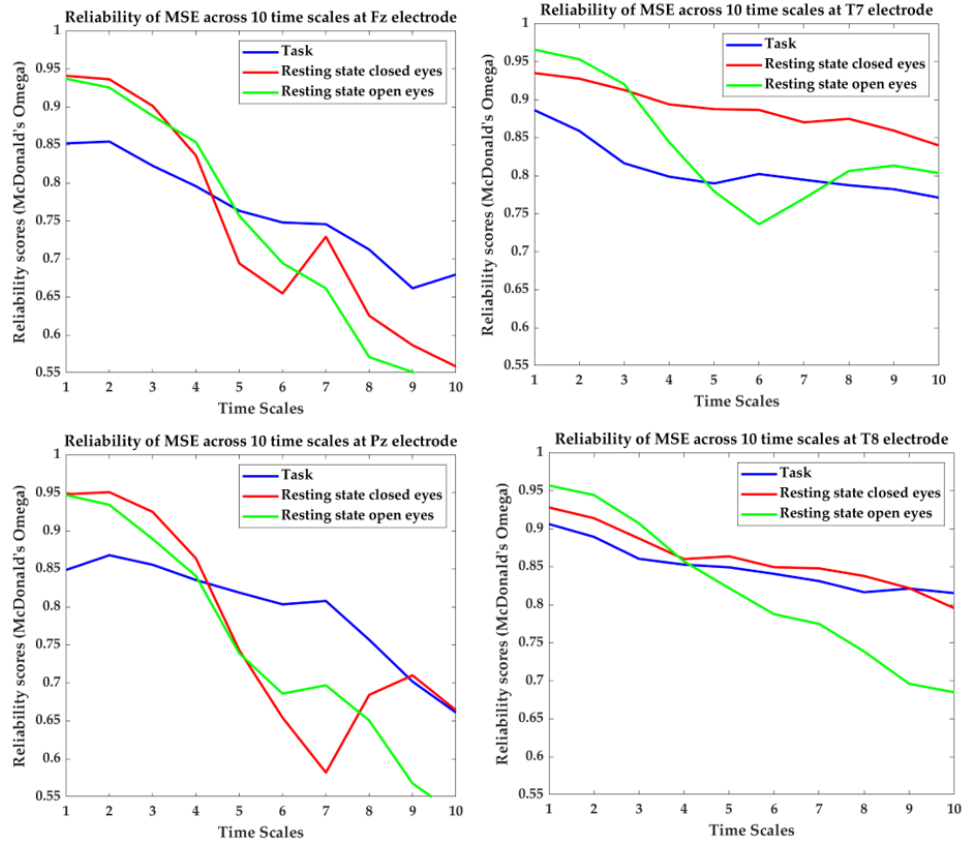 Reliability of MSE across 10 time scales at Fz electrode
Task
Resting state closed eyes
Resting state open eyes
Reliability scores (McDonald's Omega)
1
0.95
0.9
0.85
0.8
0.75
0.7
0.65
0.6
0.55
1 2 3 4 5 6 7 8 9 10
Time Scales
Reliability of MSE across 10 time scales at T7 electrode
Task
Resting state closed eyes
Resting state open eyes
Reliability scores (McDonald's Omega)
1
0.95
0.9
0.85
0.8
0.75
0.7
0.65
0.6
0.55
1 2 3 4 5 6 7 8 9 10
Time Scales
Reliability of MSE across 10 time scales at Pz electrode
Task
Resting state closed eyes
Resting state open eyes
Reliability scores (McDonald's Omega)
1
0.95
0.9
0.85
0.8
0.75
0.7
0.65
0.6
0.55
1 2 3 4 5 6 7 8 9 10
Time Scales
Reliability of MSE across 10 time scales at T8 electrode
Task
Resting state closed eyes
Resting state open eyes
Reliability scores (McDonald's Omega)
1
0.95
0.9
0.85
0.8
0.75
0.7
0.65
0.6
0.55
1 2 3 4 5 6 7 8 9 10
Time Scales